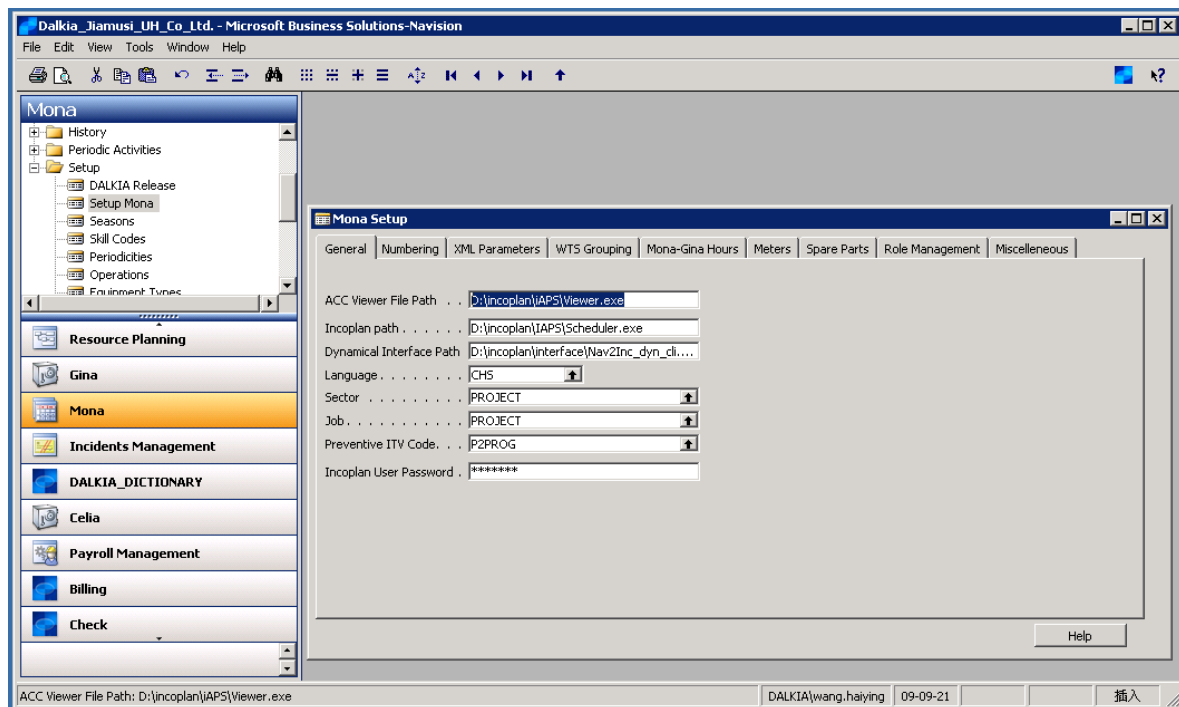 Dalkia_Jiamusi_UH_Co_Ltd. - Microsoft Business Solutions-Navision
File Edit View Tools Window Help
Mona
History
Periodic Activities
Setup
DALKIA Release
Setup Mona
Seasons
Skill Codes
Periodicities
Operations
Equipment Types
Resource Planning
Gina
Mona
Incidents Management
DALKIA_DICTIONARY
Celia
Payroll Management
Billing
Check
Mona Setup
General Numbering XML Parameters WTS Grouping Mona-Gina Hours Meters Spare Parts Role Management Miscelleneous
ACC Viewer File Path . . D:\incoplan\iAPS\Viewer.exe
Incoplan path . . . . . . D:\incoplan\IAPS\Scheduler.exe
Dynamical Interface Path D:\incoplan\interface\Nav2Inc_dyn_cli....
Language. . . . . . . . CHS
Sector . . . . . . . . . PROJECT
Job. . . . . . . . . . . PROJECT
Preventive ITV Code. . . P2PROG
Incoplan User Password . *******
Help
ACC Viewer File Path: D:\incoplan\iAPS\Viewer.exe DALKIA\wang.haiying 09-09-21 插入